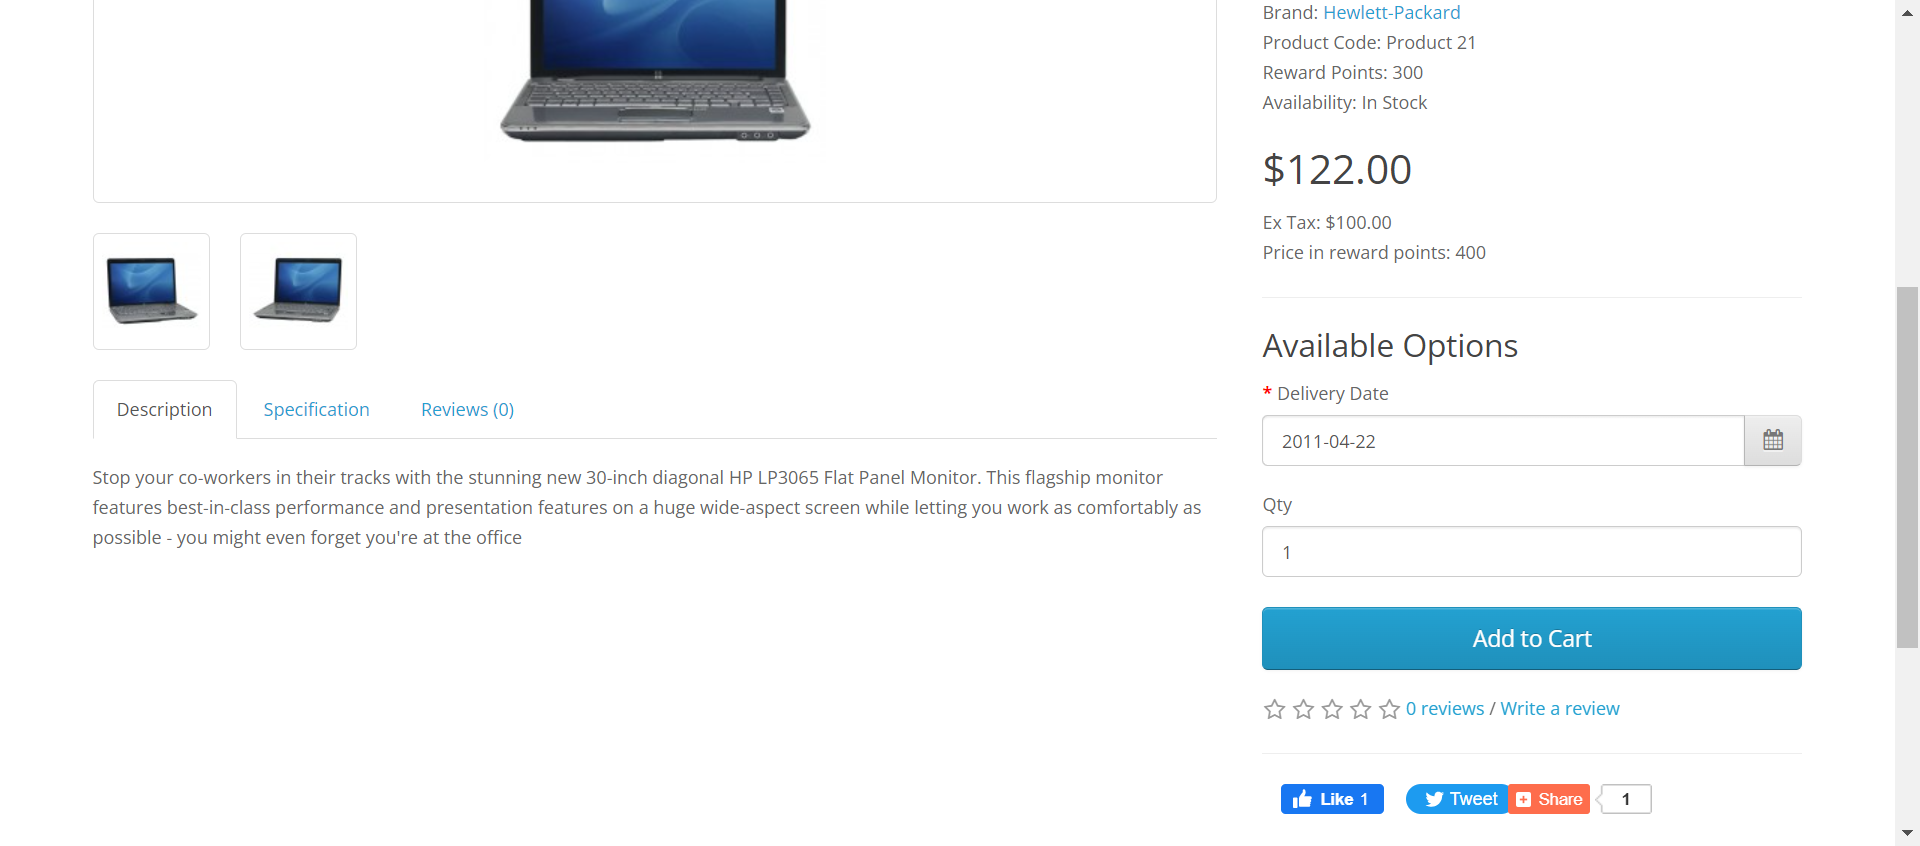 Brand: Hewlett-Packard
Product Code: Product 21
Reward Points: 300
Availability: In Stock
$122.00
Ex Tax: $100.00
Price in reward points: 400
Available Options
* Delivery Date
2011-04-22
Qty
1
Add to Cart
0 reviews / Write a review
Like 1
Tweet
Share
1
Description
Specification
Reviews (0)
Stop your co-workers in their tracks with the stunning new 30-inch diagonal HP LP3065 Flat Panel Monitor. This flagship monitor
features best-in-class performance and presentation features on a huge wide-aspect screen while letting you work as comfortably as
possible - you might even forget you're at the office